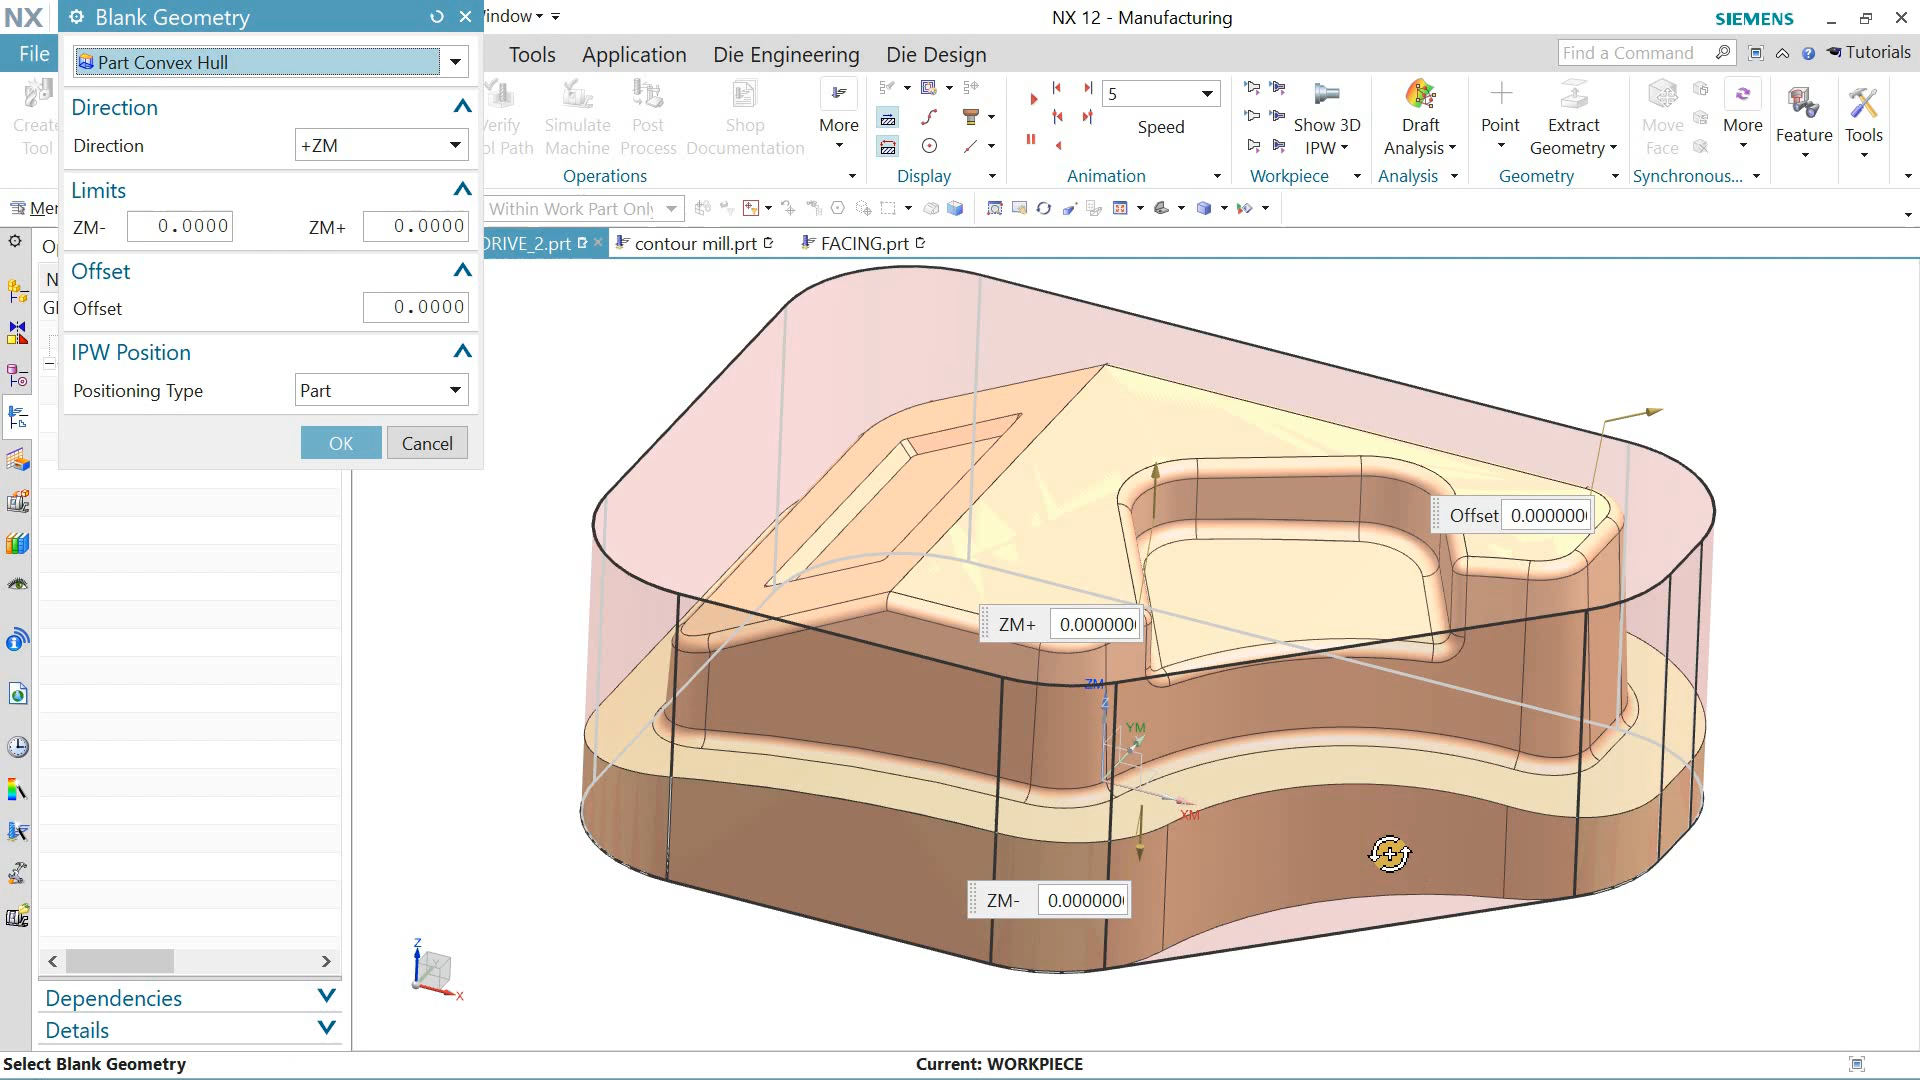 NX
Blank Geometry
Window
NX 12 - Manufacturing
SIEMENS
File
Part Convex Hull
Tools
Application
Die Engineering
Die Design
Find a Command
Tutorials
Direction
Direction
+ZM
Limits
ZM-
0.0000
ZM+
0.0000
Offset
Offset
0.0000
IPW Position
Positioning Type
Part
OK
Cancel
Create
Tool
Simulate
Machine
Post
Process
Shop
Documentation
More
Operations
Display
5
Speed
Animation
Show 3D
IPW
Workpiece
Draft
Analysis
Analysis
Point
Extract
Geometry
Geometry
Move
Face
More
Synchronous...
Feature
Tools
Within Work Part Only
DRIVE_2.prt
contour mill.prt
FACING.prt
Offset
0.000000
ZM+
0.000000
ZM-
0.000000
ZM
Z
YM
XM
Z
X
Dependencies
Details
Select Blank Geometry
Current: WORKPIECE